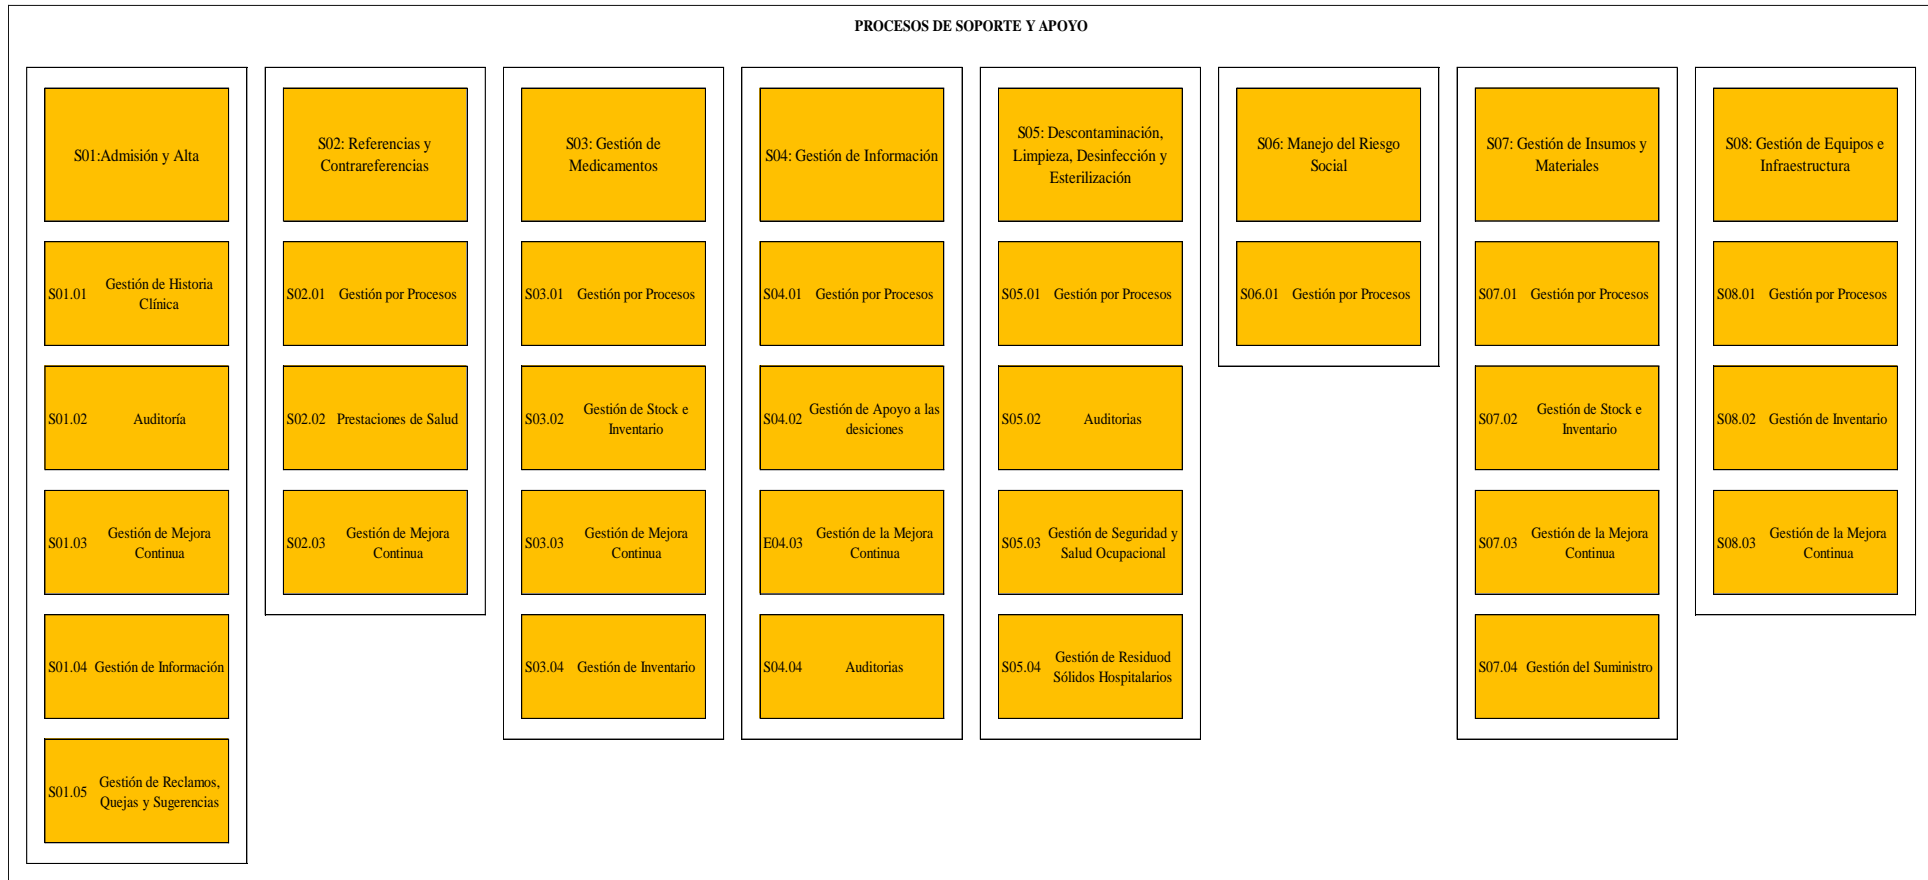 PROCESOS DE SOPORTE Y APOYO
S01:Admisión y Alta
S01.01
Gestión de Historia
Clínica
S01.02
Auditoría
S01.03
Gestión de Mejora
Continua
S01.04
Gestión de Información
S01.05
Gestión de Reclamos,
Quejas y Sugerencias
S02: Referencias y
Contrareferencias
S02.01
Gestión por Procesos
S02.02
Prestaciones de Salud
S02.03
Gestión de Mejora
Continua
S03: Gestión de
Medicamentos
S03.01
Gestión por Procesos
S03.02
Gestión de Stock e
Inventario
S03.03
Gestión de Mejora
Continua
S03.04
Gestión de Inventario
S04: Gestión de Información
S04.01
Gestión por Procesos
S04.02
Gestión de Apoyo a las
desiciones
E04.03
Gestión de la Mejora
Continua
S04.04
Auditorias
S05: Descontaminación,
Limpieza, Desinfección y
Esterilización
S05.01
Gestión por Procesos
S05.02
Auditorias
S05.03
Gestión de Seguridad y
Salud Ocupacional
S05.04
Gestión de Residuod
Sólidos Hospitalarios
S06: Manejo del Riesgo
Social
S06.01
Gestión por Procesos
S07: Gestión de Insumos y
Materiales
S07.01
Gestión por Procesos
S07.02
Gestión de Stock e
Inventario
S07.03
Gestión de la Mejora
Continua
S07.04
Gestión del Suministro
S08: Gestión de Equipos e
Infraestructura
S08.01
Gestión por Procesos
S08.02
Gestión de Inventario
S08.03
Gestión de la Mejora
Continua